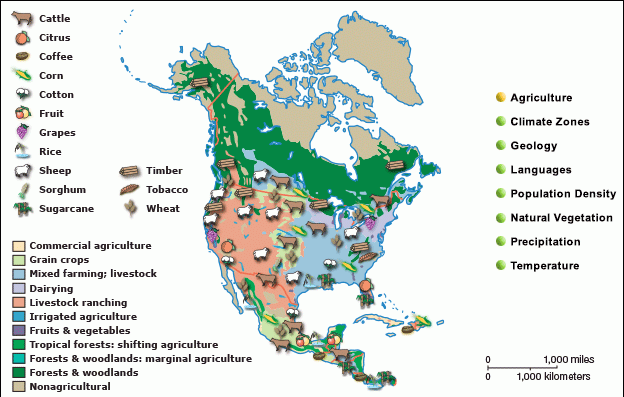 Cattle
Citrus
Coffee
Corn
Cotton
Fruit
Grapes
Rice
Sheep
Sorghum
Sugarcane
Timber
Tobacco
Wheat
Commercial agriculture
Grain crops
Mixed farming; livestock
Dairying
Livestock ranching
Irrigated agriculture
Fruits & vegetables
Tropical forests: shifting agriculture
Forests & woodlands: marginal agriculture
Forests & woodlands
Nonagricultural
Agriculture
Climate Zones
Geology
Languages
Population Density
Natural Vegetation
Precipitation
Temperature
0 1,000 miles
0 1,000 kilometers